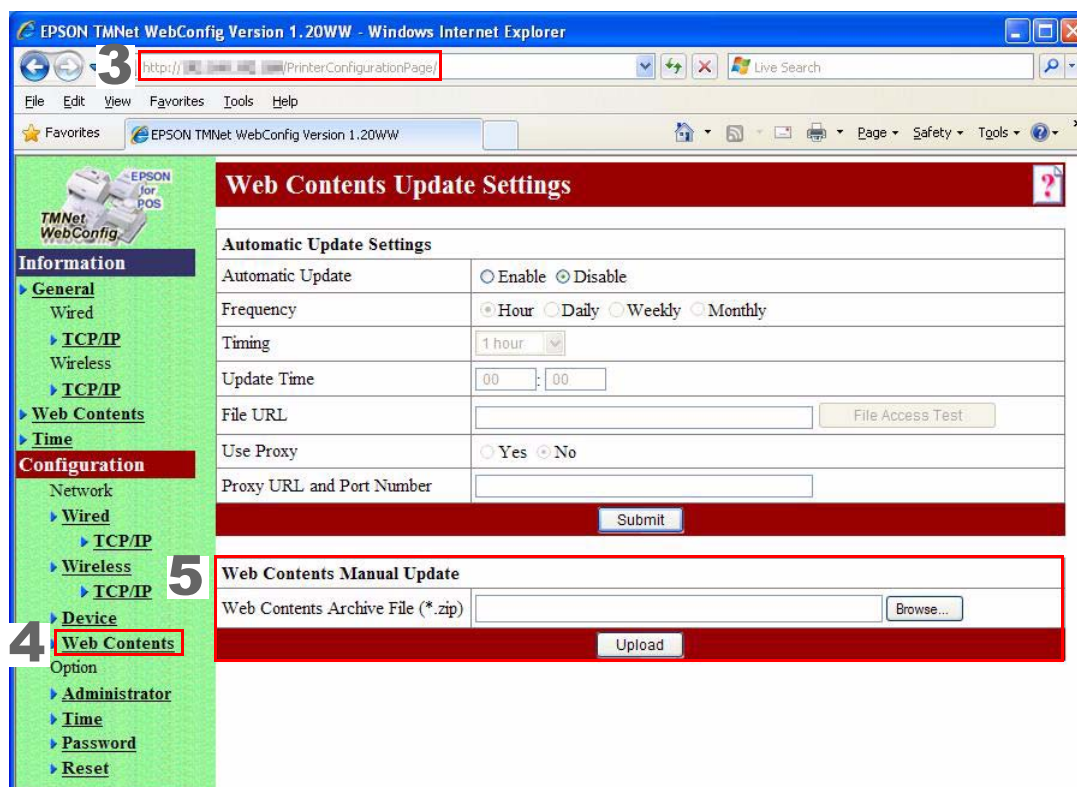 EPSON TMNet WebConfig Version 1.20WW - Windows Internet Explorer
3
http:// /PrinterConfigurationPage/
Live Search
File Edit View Favorites Tools Help
Favorites
EPSON TMNet WebConfig Version 1.20WW
Page Safety Tools
EPSON
for
POS
TMNet
WebConfig
Information
General
Wired
TCP/IP
Wireless
TCP/IP
Web Contents
Time
Configuration
Network
Wired
TCP/IP
Wireless
TCP/IP
Device
4
Web Contents
Option
Administrator
Time
Password
Reset
Web Contents Update Settings
?
Automatic Update Settings
Automatic Update Enable Disable
Frequency Hour Daily Weekly Monthly
Timing 1 hour
Update Time 00 : 00
File URL File Access Test
Use Proxy Yes No
Proxy URL and Port Number
Submit
5
Web Contents Manual Update
Web Contents Archive File (*.zip) Browse...
Upload